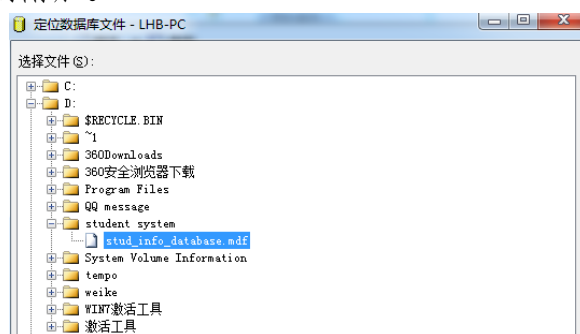 定位数据库文件 - LHB-PC
选择文件(S):
C:
D:
$RECYCLE.BIN
~1
360Downloads
360安全浏览器下载
Program Files
QQ message
student system
stud_info_database.mdf
System Volume Information
tempo
weike
WIN7激活工具
激活工具